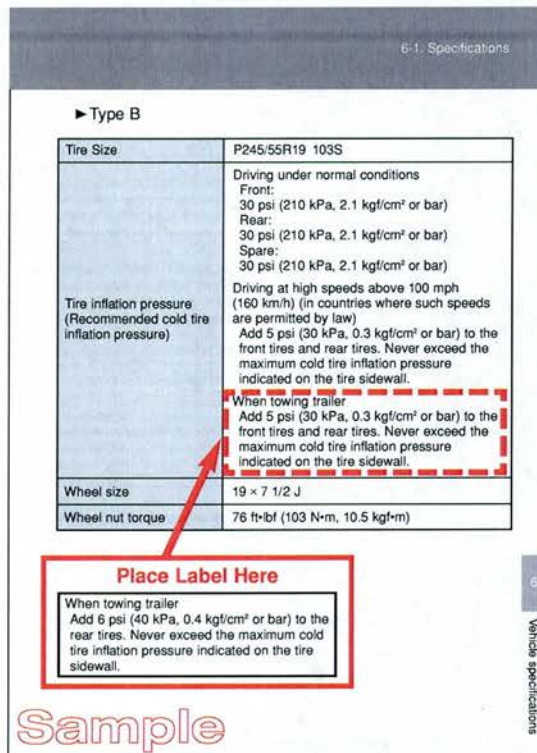 6-1. Specifications
►Type B
Tire Size
P245/55R19 103S
Tire inflation pressure
(Recommended cold tire
inflation pressure)
Driving under normal conditions
Front:
30 psi (210 kPa, 2.1 kgf/cm² or bar)
Rear:
30 psi (210 kPa, 2.1 kgf/cm² or bar)
Spare:
30 psi (210 kPa, 2.1 kgf/cm² or bar)
Driving at high speeds above 100 mph
(160 km/h) (in countries where such speeds
are permitted by law)
Add 5 psi (30 kPa, 0.3 kgf/cm² or bar) to the
front tires and rear tires. Never exceed the
maximum cold tire inflation pressure
indicated on the tire sidewall.
When towing trailer
Add 5 psi (30 kPa, 0.3 kgf/cm² or bar) to the
front tires and rear tires. Never exceed the
maximum cold tire inflation pressure
indicated on the tire sidewall.
Wheel size
19 × 7 1/2 J
Wheel nut torque
76 ft•lbf (103 N•m, 10.5 kgf•m)
Place Label Here
When towing trailer
Add 6 psi (40 kPa, 0.4 kgf/cm² or bar) to the
rear tires. Never exceed the maximum cold
tire inflation pressure indicated on the tire
sidewall.
6
Vehicle specifications
Sample